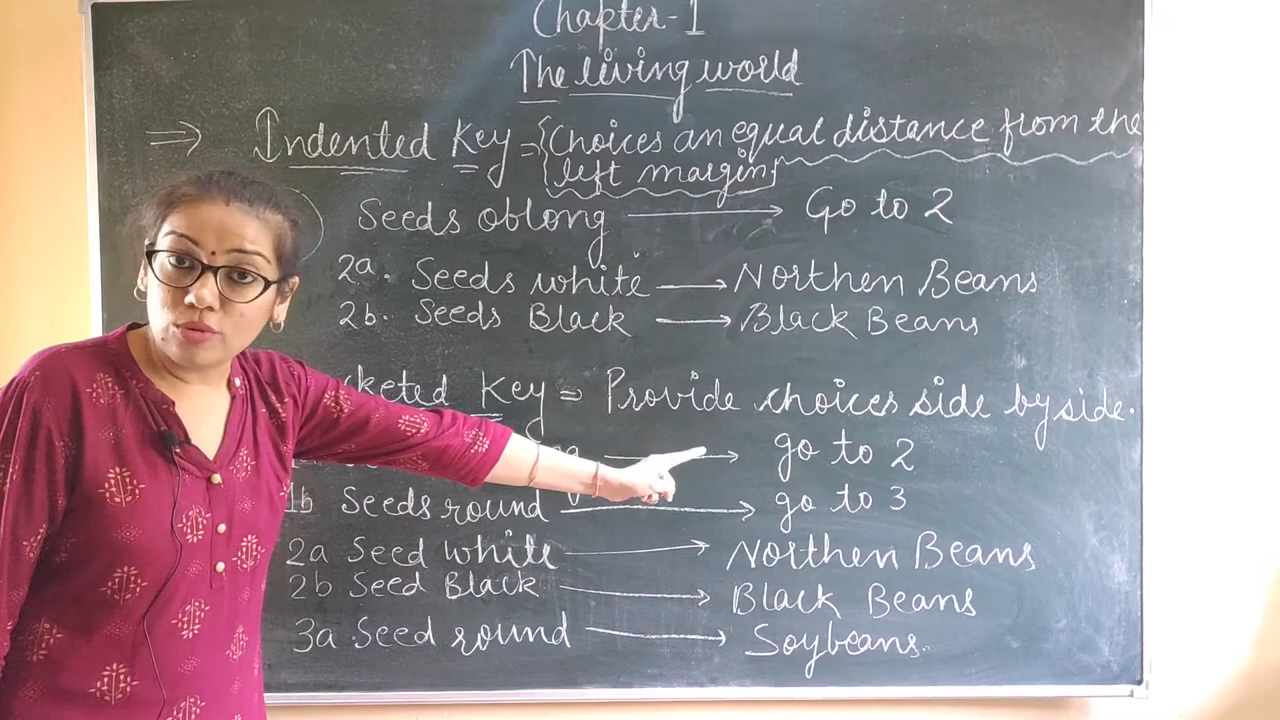 Chapter-1
The living world
⇒ Indented Key = {Choices an equal distance from the
left margin}
Seeds oblong → Go to 2
2a. Seeds white → Northen Beans
2b. Seeds Black → Black Beans
keted Key = Provide choices side by side.
→ go to 2
1b Seeds round → go to 3
2a Seed white → Northen Beans
2b Seed Black → Black Beans
3a Seed round → Soybeans.